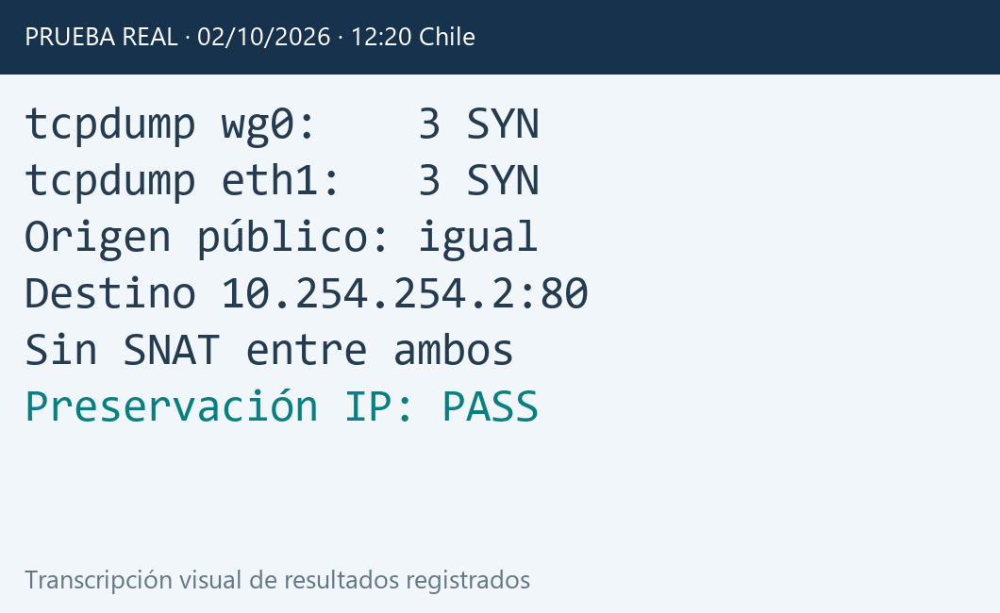 PRUEBA REAL · 02/10/2026 · 12:20 Chile
tcpdump wg0:    3 SYN
tcpdump eth1:   3 SYN
Origen público: igual
Destino 10.254.254.2:80
Sin SNAT entre ambos
Preservación IP: PASS
Transcripción visual de resultados registrados